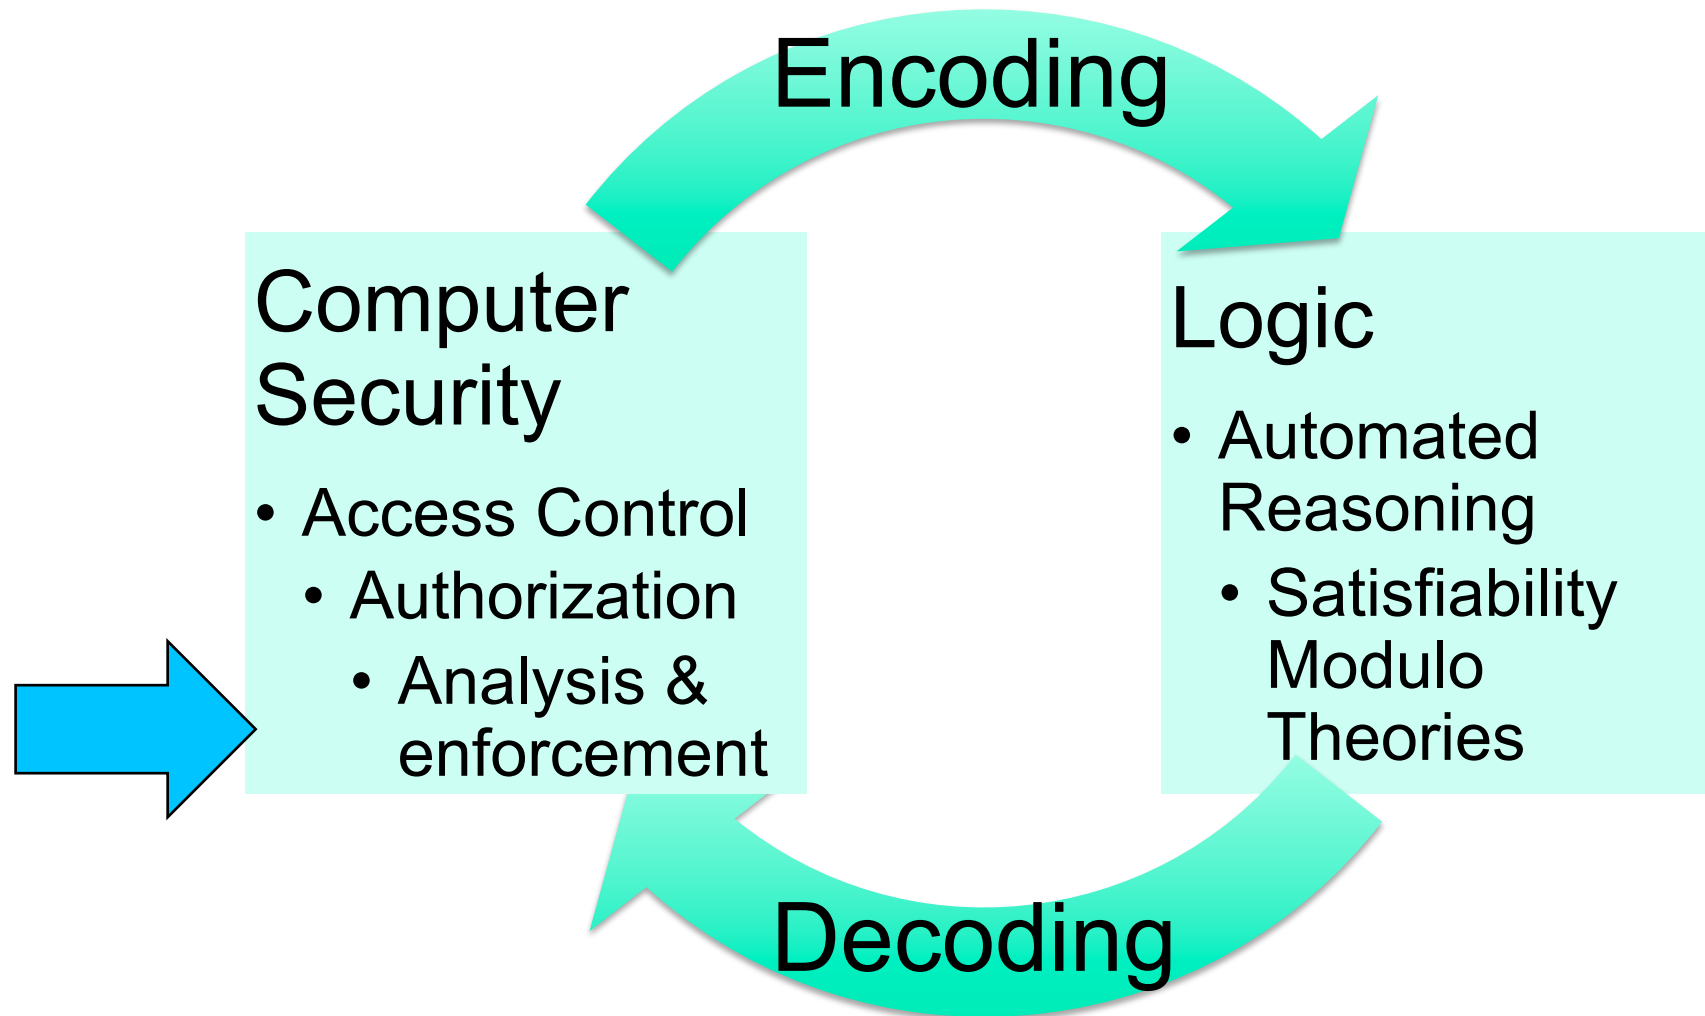 Encoding
Computer
Security
• Access Control
• Authorization
• Analysis &
enforcement
Logic
• Automated
Reasoning
• Satisfiability
Modulo
Theories
Decoding